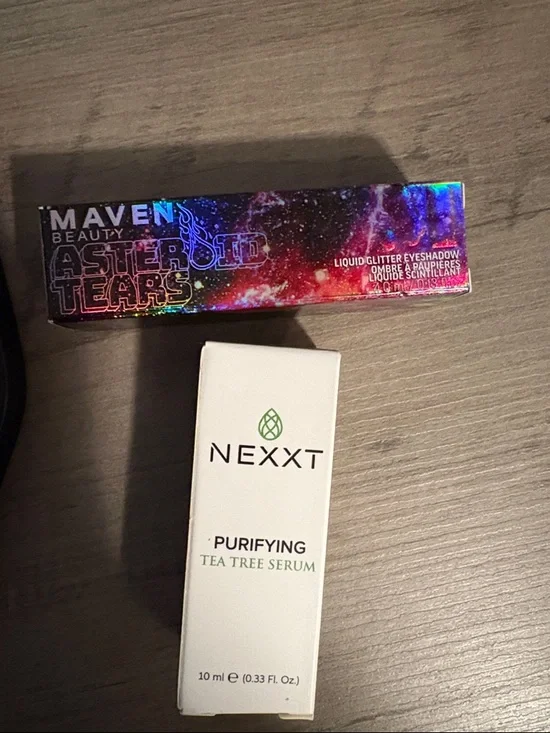 MAVEN
BEAUTY
ASTEROID
TEARS
LIQUID GLITTER EYESHADOW
OMBRE À PAUPIÈRES
LIQUIDE SCINTILLANT
NEXXT
PURIFYING
TEA TREE SERUM
10 ml e (0.33 Fl. Oz.)